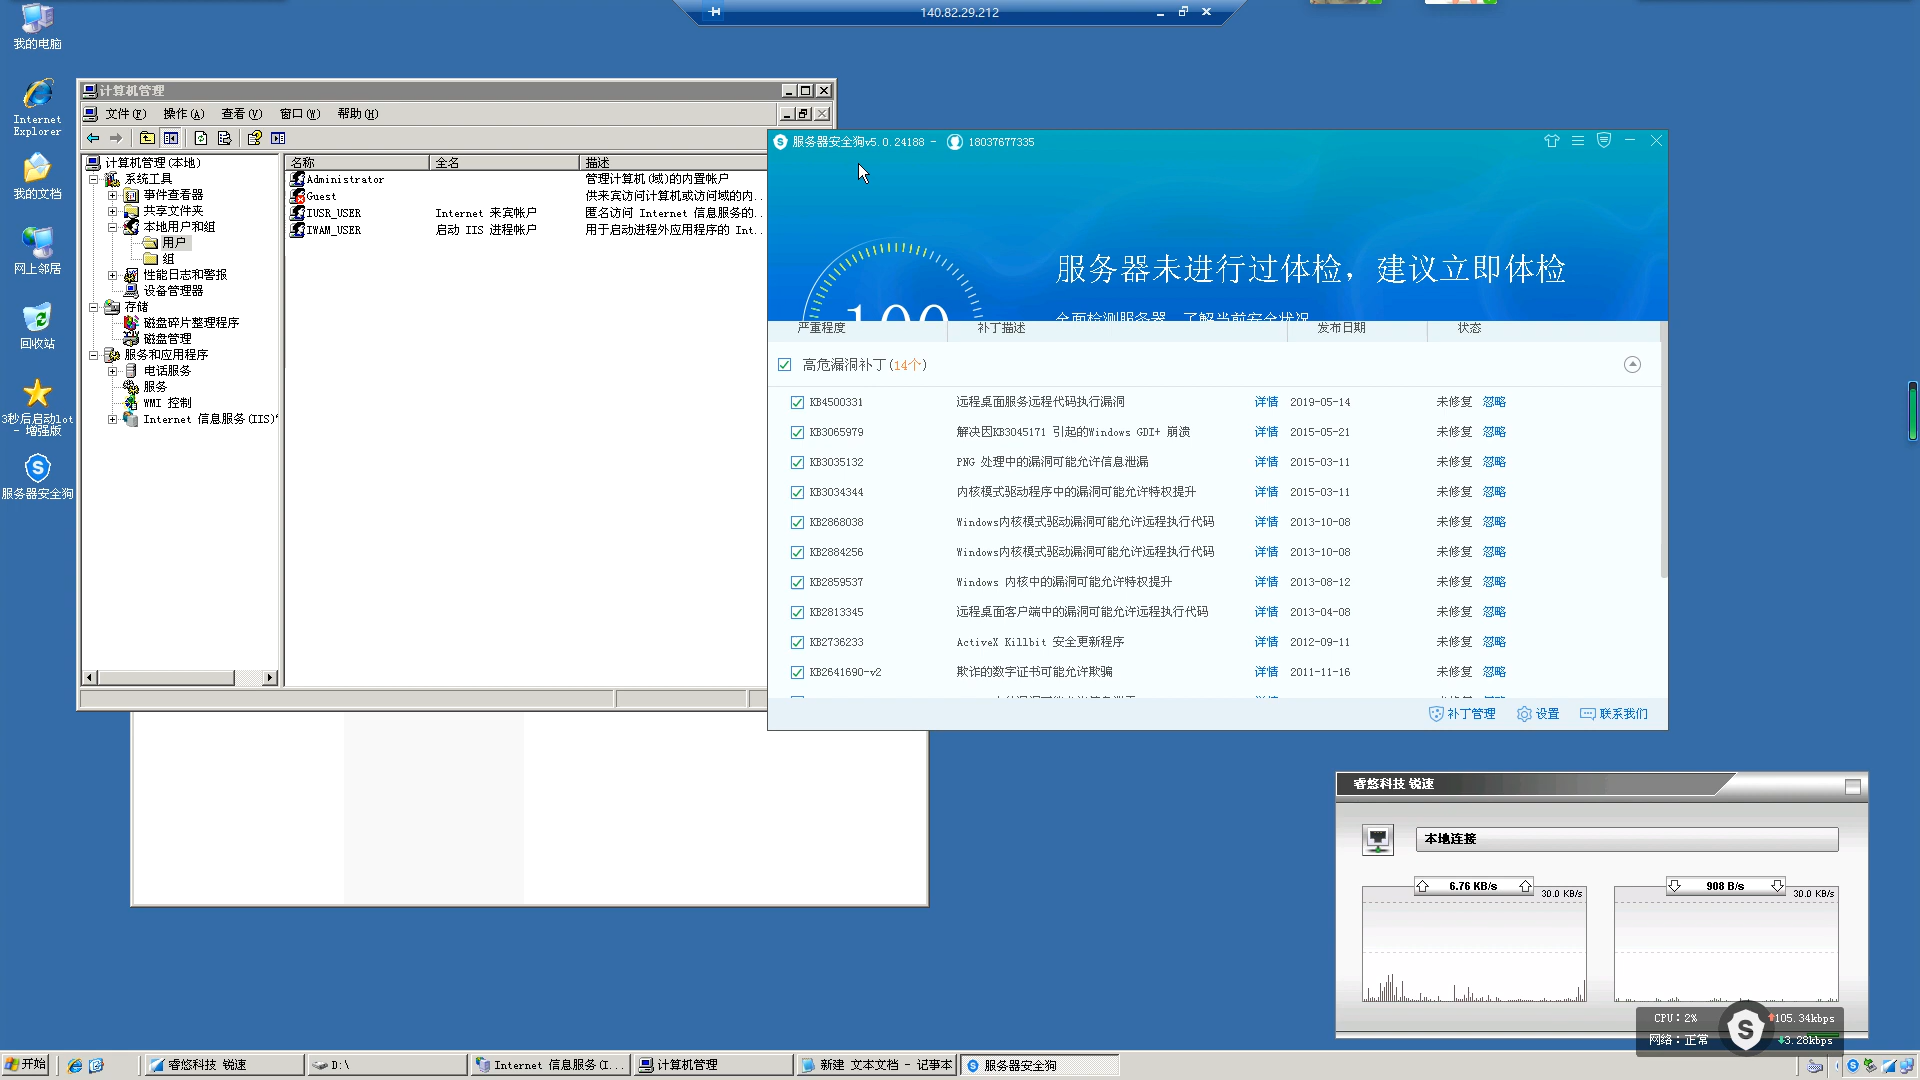 140.82.29.212
我的电脑
Internet Explorer
我的文档
网上邻居
回收站
3秒后启动lot
- 增强版
服务器安全狗
计算机管理
文件(F) 操作(A) 查看(V) 窗口(W) 帮助(H)
计算机管理(本地)
系统工具
事件查看器
共享文件夹
本地用户和组
用户
组
性能日志和警报
设备管理器
存储
磁盘碎片整理程序
磁盘管理
服务和应用程序
电话服务
服务
WMI 控制
Internet 信息服务(IIS)
名称 全名 描述
Administrator 管理计算机(域)的内置帐户
Guest 供来宾访问计算机或访问域的内...
IUSR_USER Internet 来宾帐户 匿名访问 Internet 信息服务的...
IWAM_USER 启动 IIS 进程帐户 用于启动进程外应用程序的 Int...
服务器安全狗v5.0.24188 - 18037677335
100
服务器未进行过体检，建议立即体检
全面检测服务器，了解当前安全状况
严重程度 补丁描述 发布日期 状态
高危漏洞补丁(14个)
KB4500331 远程桌面服务远程代码执行漏洞 详情 2019-05-14 未修复 忽略
KB3065979 解决因KB3045171 引起的Windows GDI+ 崩溃 详情 2015-05-21 未修复 忽略
KB3035132 PNG 处理中的漏洞可能允许信息泄漏 详情 2015-03-11 未修复 忽略
KB3034344 内核模式驱动程序中的漏洞可能允许特权提升 详情 2015-03-11 未修复 忽略
KB2868038 Windows内核模式驱动漏洞可能允许远程执行代码 详情 2013-10-08 未修复 忽略
KB2884256 Windows内核模式驱动漏洞可能允许远程执行代码 详情 2013-10-08 未修复 忽略
KB2859537 Windows 内核中的漏洞可能允许特权提升 详情 2013-08-12 未修复 忽略
KB2813345 远程桌面客户端中的漏洞可能允许远程执行代码 详情 2013-04-08 未修复 忽略
KB2736233 ActiveX Killbit 安全更新程序 详情 2012-09-11 未修复 忽略
KB2641690-v2 欺诈的数字证书可能允许欺骗 详情 2011-11-16 未修复 忽略
补丁管理 设置 联系我们
睿悠科技 锐速
本地连接
6.76 KB/s 30.0 KB/s 908 B/s 30.0 KB/s
CPU：2% S 105.34kbps
网络：正常 3.28kbps
开始 睿悠科技 锐速 D:\ Internet 信息服务(I... 计算机管理 新建 文本文档 - 记事本 服务器安全狗